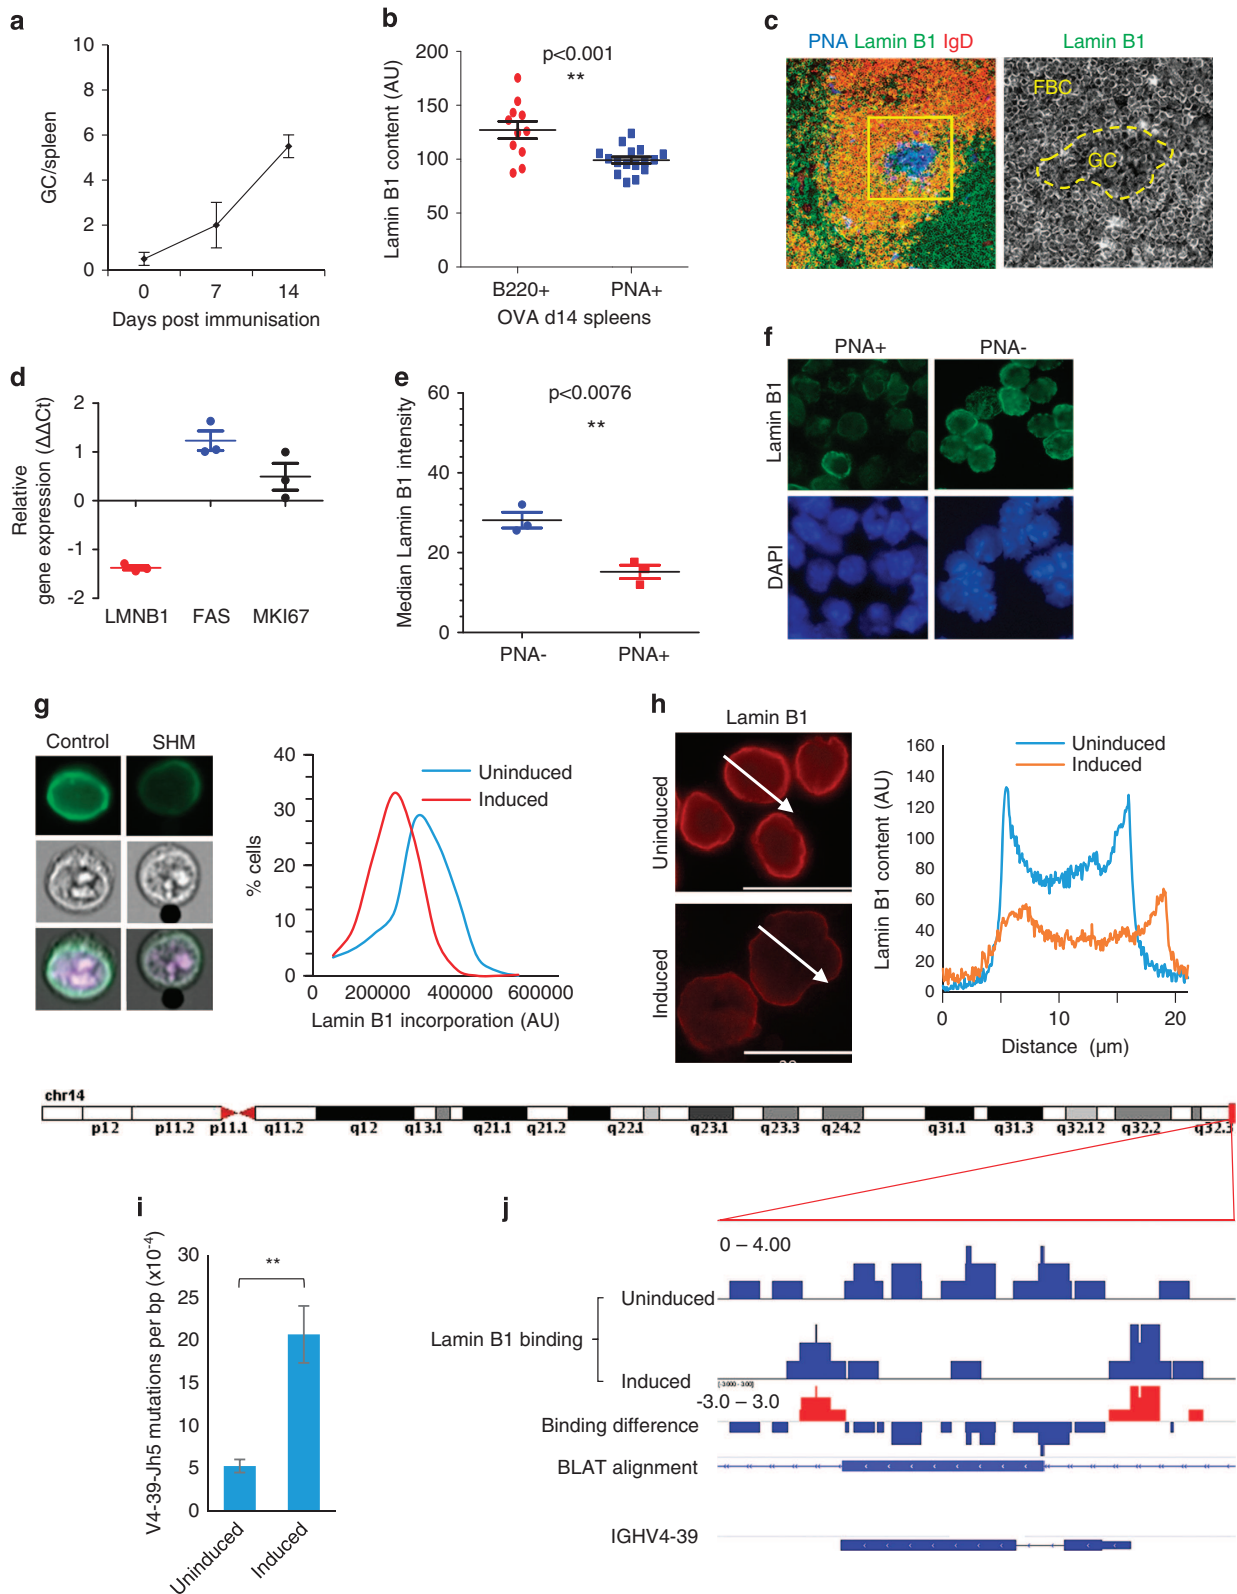 a
GC/spleen
10
8
6
4
2
0
0 7 14
Days post immunisation
b
Lamin B1 content (AU)
200
150
100
50
0
p<0.001
**
B220+ PNA+
OVA d14 spleens
c
PNA Lamin B1 IgD
Lamin B1
FBC
GC
d
Relative
gene expression (ΔΔCt)
2
1
0
-1
-2
LMNB1 FAS MKI67
e
Median Lamin B1 intensity
60
40
20
0
p<0.0076
**
PNA- PNA+
f
PNA+ PNA-
Lamin B1
DAPI
g
Control SHM
% cells
40
30
20
10
0
Uninduced
Induced
0 200000 400000 600000
Lamin B1 incorporation (AU)
h
Lamin B1
Uninduced
Induced
Lamin B1 content (AU)
160
140
120
100
80
60
40
20
0
Uninduced
Induced
0 10 20
Distance (µm)
chr14
p12 p11.2 p11.1 q11.2 q12 q13.1 q21.1 q21.2 q22.1 q23.1 q23.3 q24.2 q31.1 q31.3 q32.12 q32.2 q32.3
i
V4-39-Jh5 mutations per bp (x10⁻⁴)
30
25
20
15
10
5
0
**
Uninduced
Induced
j
0 – 4.00
Uninduced
Lamin B1 binding
Induced
[-3.000 - 3.00]
-3.0 – 3.0
Binding difference
BLAT alignment
IGHV4-39